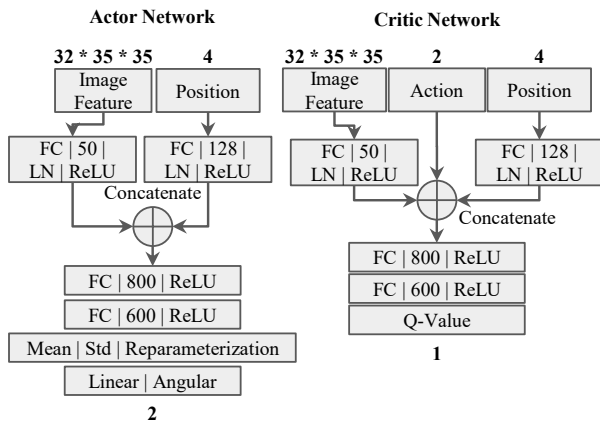 Actor Network
32 * 35 * 35
4
Image
Feature
Position
FC | 50 |
LN | ReLU
FC | 128 |
LN | ReLU
Concatenate
FC | 800 | ReLU
FC | 600 | ReLU
Mean | Std | Reparameterization
Linear | Angular
2
Critic Network
32 * 35 * 35
2
4
Image
Feature
Action
Position
FC | 50 |
LN | ReLU
FC | 128 |
LN | ReLU
Concatenate
FC | 800 | ReLU
FC | 600 | ReLU
Q-Value
1